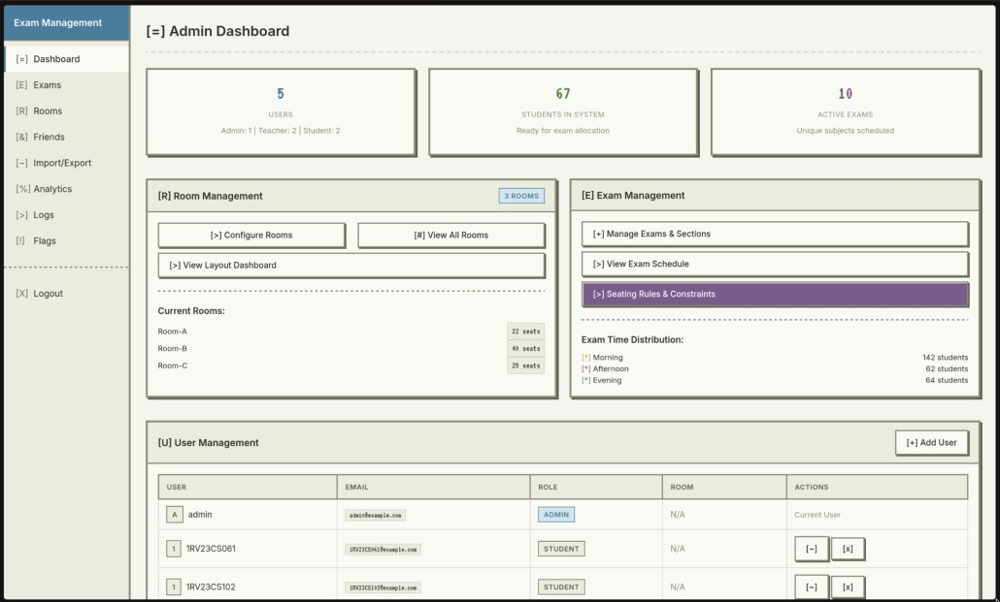 Exam Management
[=] Dashboard
[E] Exams
[R] Rooms
[&] Friends
[~] Import/Export
[%] Analytics
[>] Logs
[!] Flags
[X] Logout
[=] Admin Dashboard
5
USERS
Admin: 1 | Teacher: 2 | Student: 2
67
STUDENTS IN SYSTEM
Ready for exam allocation
10
ACTIVE EXAMS
Unique subjects scheduled
[R] Room Management
3 ROOMS
[>] Configure Rooms
[#] View All Rooms
[>] View Layout Dashboard
Current Rooms:
Room-A 22 seats
Room-B 40 seats
Room-C 25 seats
[E] Exam Management
[+] Manage Exams & Sections
[>] View Exam Schedule
[>] Seating Rules & Constraints
Exam Time Distribution:
[*] Morning 142 students
[*] Afternoon 62 students
[*] Evening 64 students
[U] User Management
[+] Add User
USER EMAIL ROLE ROOM ACTIONS
A admin admin@example.com ADMIN N/A Current User
1 1RV23CS061 1RV23CS061@example.com STUDENT N/A [~] [x]
1 1RV23CS102 1RV23CS102@example.com STUDENT N/A [~] [x]